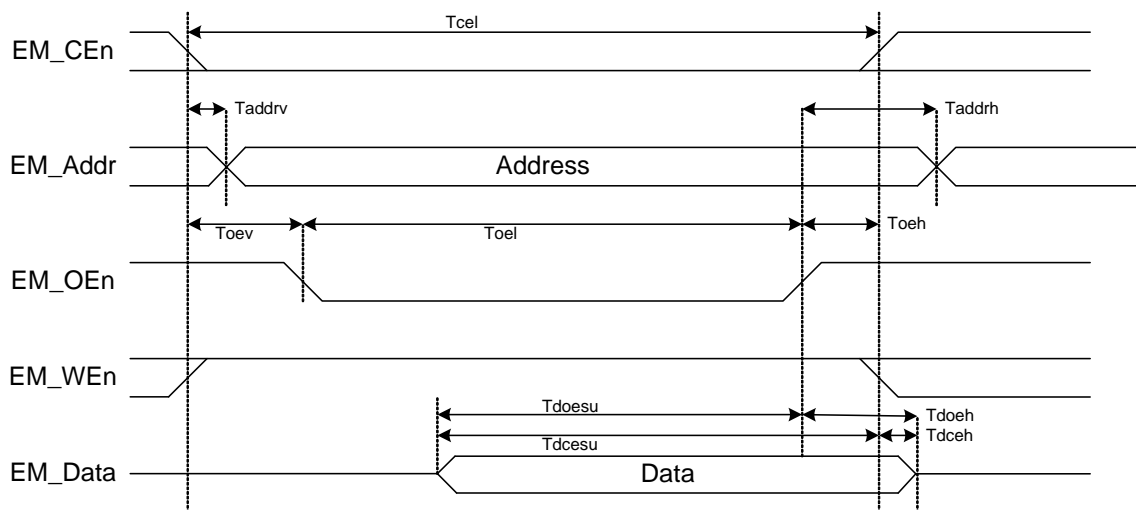 Tcel
EM_CEn
Taddrv
Taddrh
EM_Addr
Address
Toev
Toel
Toeh
EM_OEn
EM_WEn
Tdoesu
Tdoeh
Tdcesu
Tdceh
EM_Data
Data